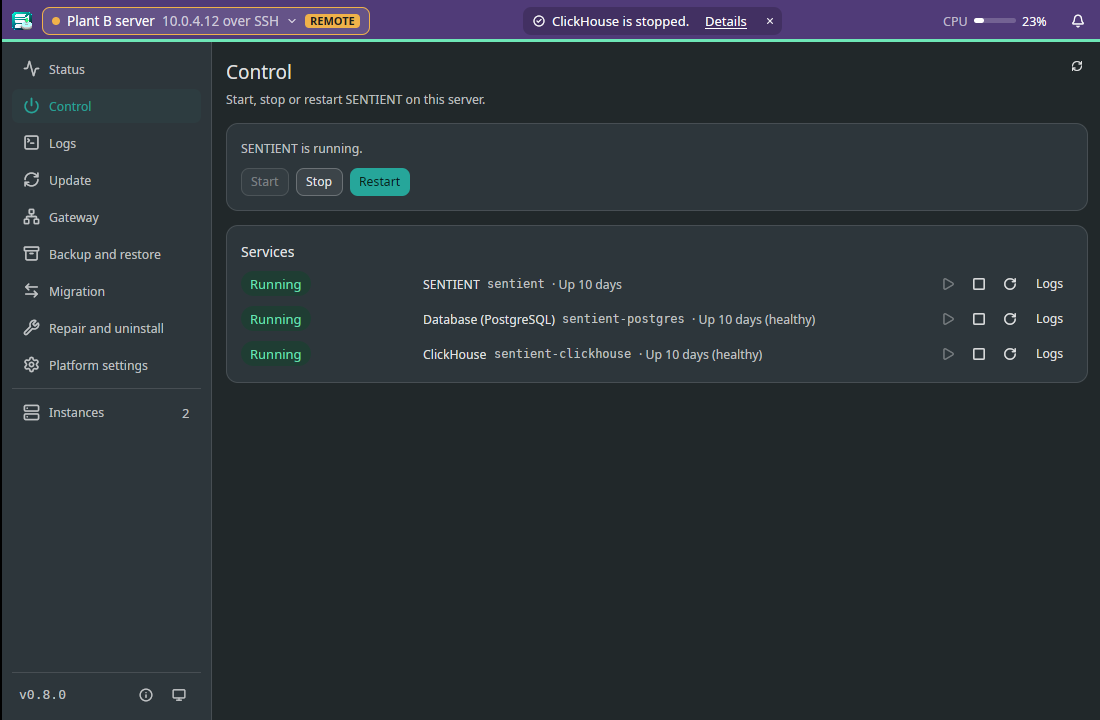 Plant B server 10.0.4.12 over SSH REMOTE
ClickHouse is stopped. Details ×
CPU 23%
Status
Control
Logs
Update
Gateway
Backup and restore
Migration
Repair and uninstall
Platform settings
Instances 2
v0.8.0
Control
Start, stop or restart SENTIENT on this server.
SENTIENT is running.
Start Stop Restart
Services
Running SENTIENT sentient · Up 10 days Logs
Running Database (PostgreSQL) sentient-postgres · Up 10 days (healthy) Logs
Running ClickHouse sentient-clickhouse · Up 10 days (healthy) Logs